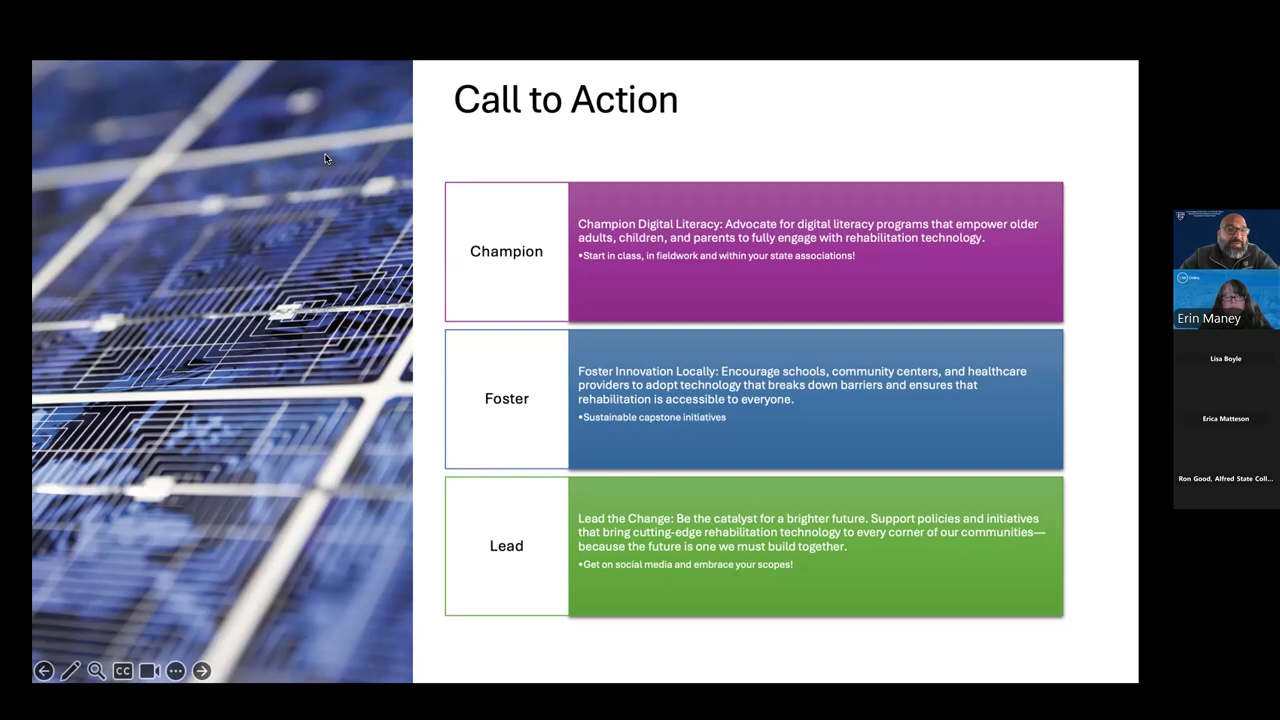 Call to Action
Champion
Champion Digital Literacy: Advocate for digital literacy programs that empower older
adults, children, and parents to fully engage with rehabilitation technology.
•Start in class, in fieldwork and within your state associations!
Foster
Foster Innovation Locally: Encourage schools, community centers, and healthcare
providers to adopt technology that breaks down barriers and ensures that
rehabilitation is accessible to everyone.
•Sustainable capstone initiatives
Lead
Lead the Change: Be the catalyst for a brighter future. Support policies and initiatives
that bring cutting-edge rehabilitation technology to every corner of our communities—
because the future is one we must build together.
•Get on social media and embrace your scopes!
CC
Erin Maney
Lisa Boyle
Erica Matteson
Ron Good, Alfred State Coll...